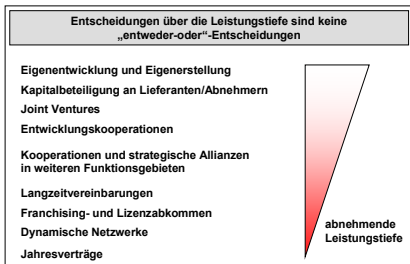 Entscheidungen über die Leistungstiefe sind keine
„entweder-oder“-Entscheidungen
Eigenentwicklung und Eigenerstellung
Kapitalbeteiligung an Lieferanten/Abnehmern
Joint Ventures
Entwicklungskooperationen
Kooperationen und strategische Allianzen
in weiteren Funktionsgebieten
Langzeitvereinbarungen
Franchising- und Lizenzabkommen
Dynamische Netzwerke
Jahresverträge
abnehmende
Leistungstiefe